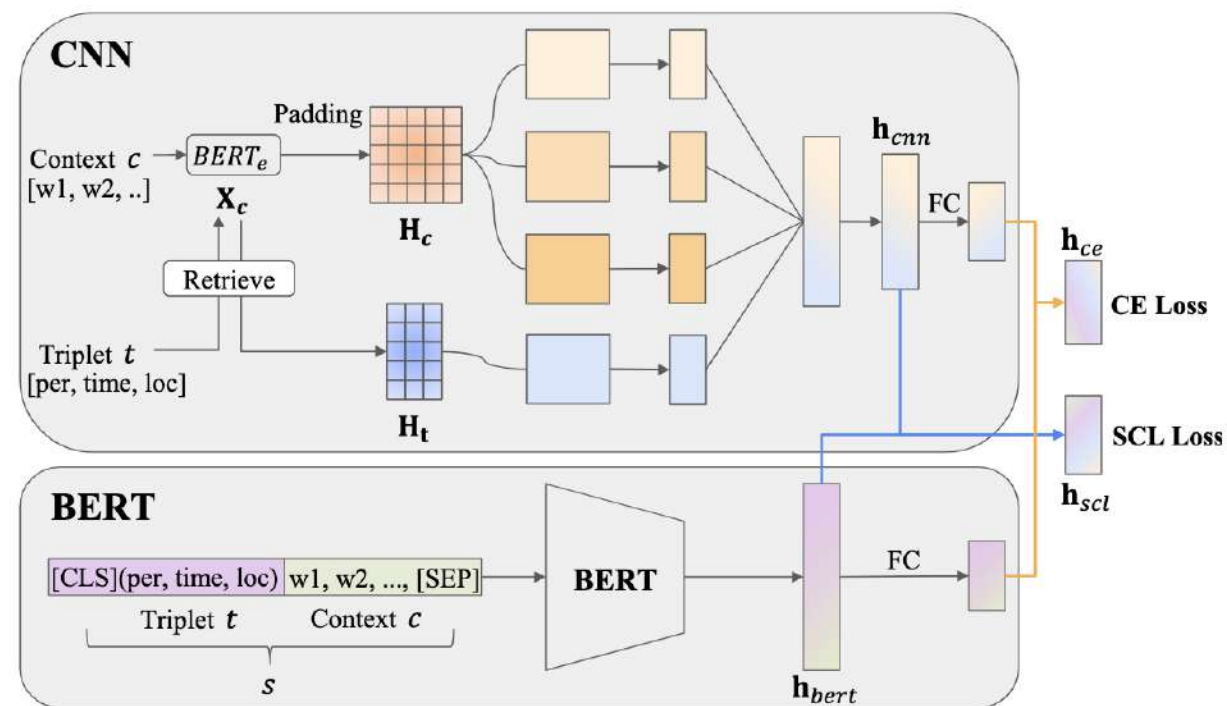 CNN
Padding
Context c
[w1, w2, ..]
BERTₑ
X_c
H_c
Retrieve
Triplet t
[per, time, loc]
H_t
h_cnn
FC
h_ce
CE Loss
SCL Loss
h_scl
BERT
[CLS](per, time, loc) w1, w2, ..., [SEP]
Triplet t Context c
s
BERT
FC
h_bert